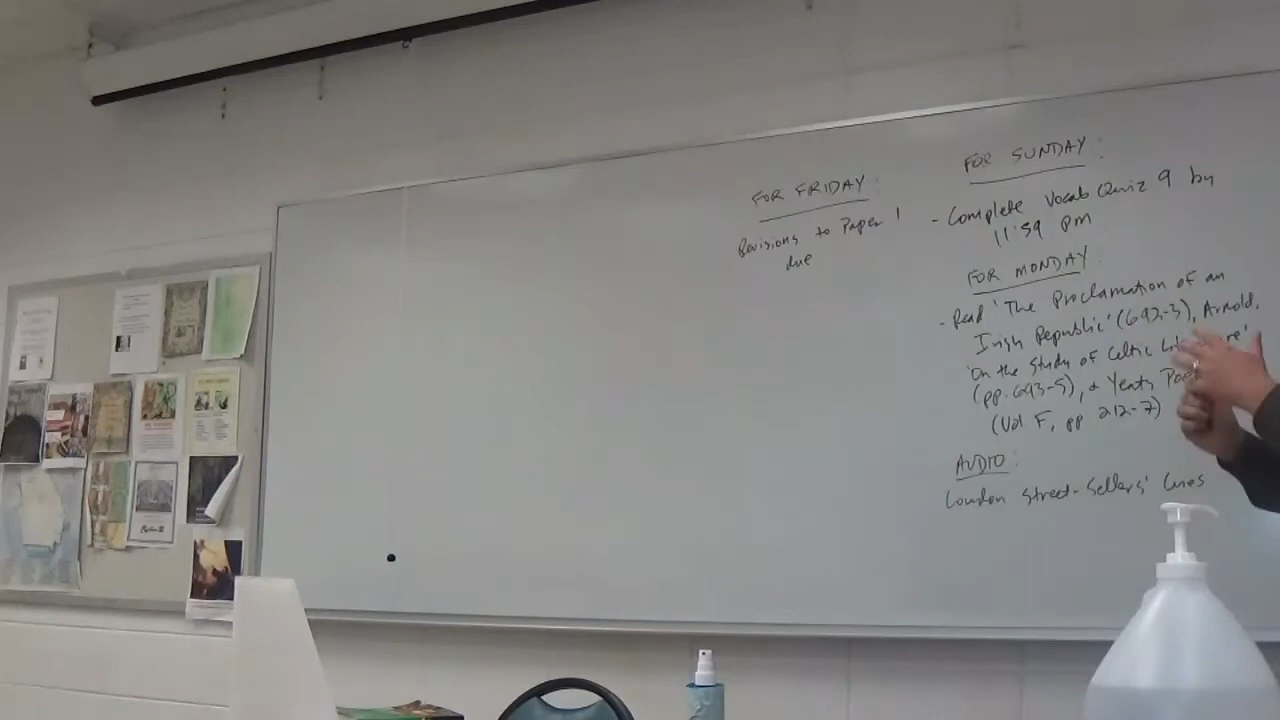 FOR FRIDAY:
Revisions to Paper 1
due
FOR SUNDAY:
- Complete Vocab Quiz 9 by
11:59 PM
FOR MONDAY:
- Read 'The Proclamation of an
Irish Republic' (692-3), Arnold,
'On the Study of Celtic
(pp. 693-5), & Yeats
(Vol F, pp 212-7)
AUDIO:
London Street-Sellers' Cries